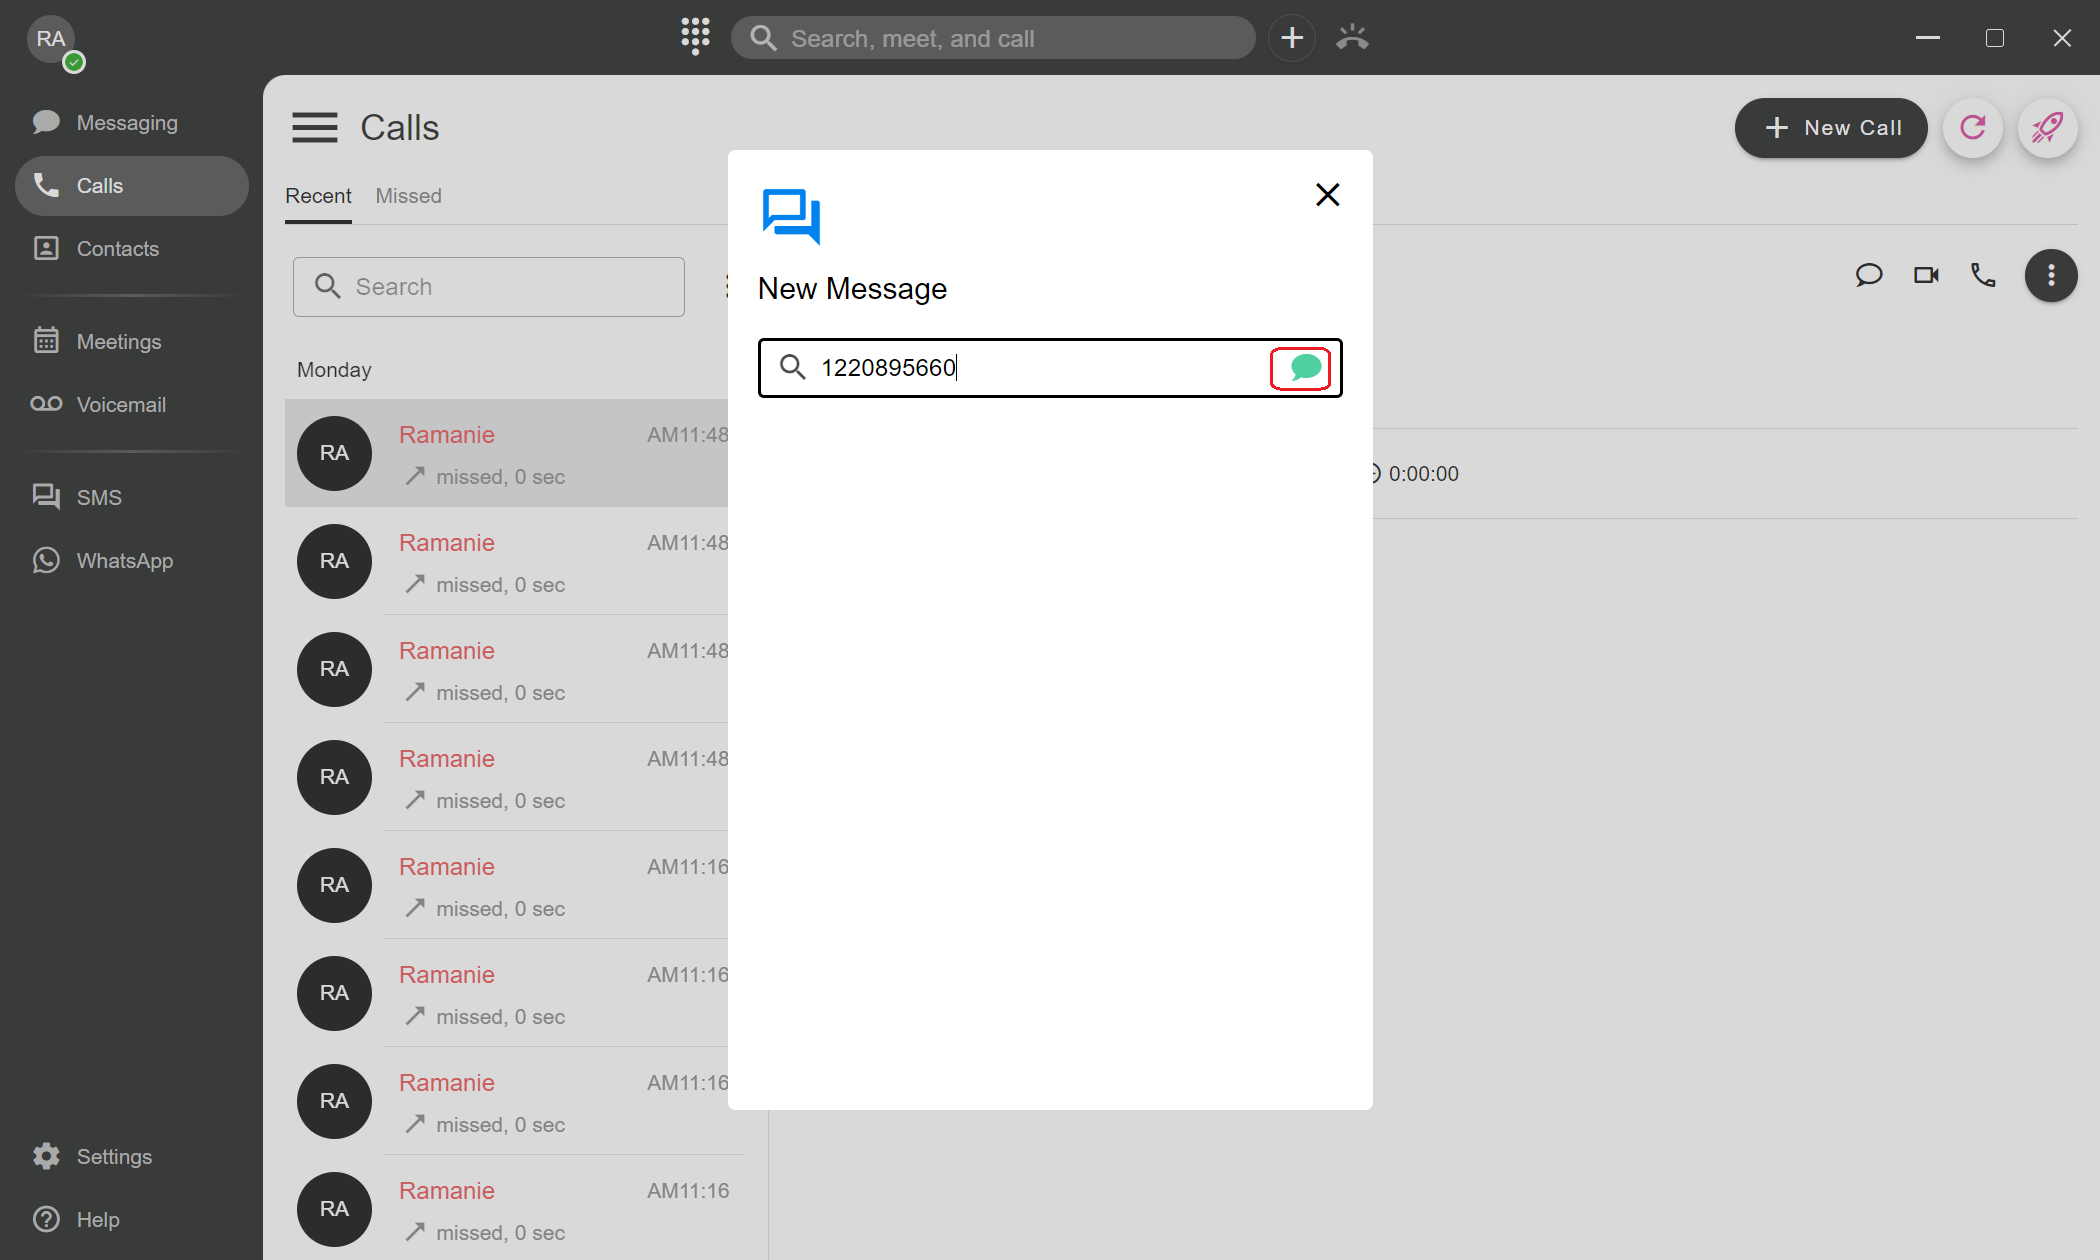 RA
Search, meet, and call
Messaging
Calls
Contacts
Meetings
Voicemail
SMS
WhatsApp
Settings
Help
Calls
New Call
Recent Missed
Search
Monday
RA
Ramanie AM11:48
missed, 0 sec
RA
Ramanie AM11:48
missed, 0 sec
RA
Ramanie AM11:48
missed, 0 sec
RA
Ramanie AM11:48
missed, 0 sec
RA
Ramanie AM11:16
missed, 0 sec
RA
Ramanie AM11:16
missed, 0 sec
RA
Ramanie AM11:16
missed, 0 sec
RA
Ramanie AM11:16
missed, 0 sec
New Message
1220895660
0:00:00